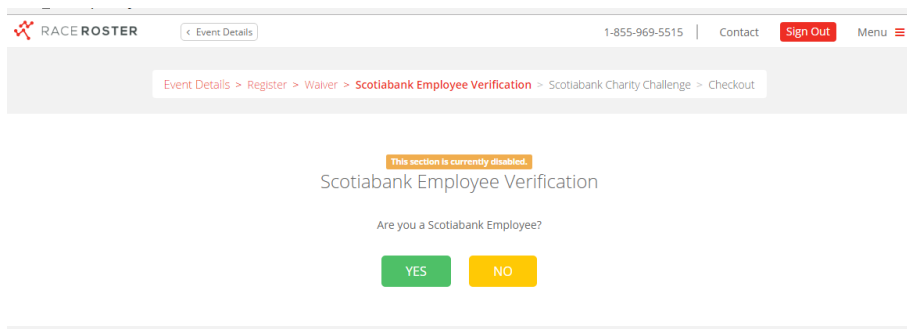 RACE ROSTER < Event Details 1-855-969-5515 | Contact Sign Out Menu
Event Details > Register > Waiver > Scotiabank Employee Verification > Scotiabank Charity Challenge > Checkout
This section is currently disabled.
Scotiabank Employee Verification
Are you a Scotiabank Employee?
YES NO